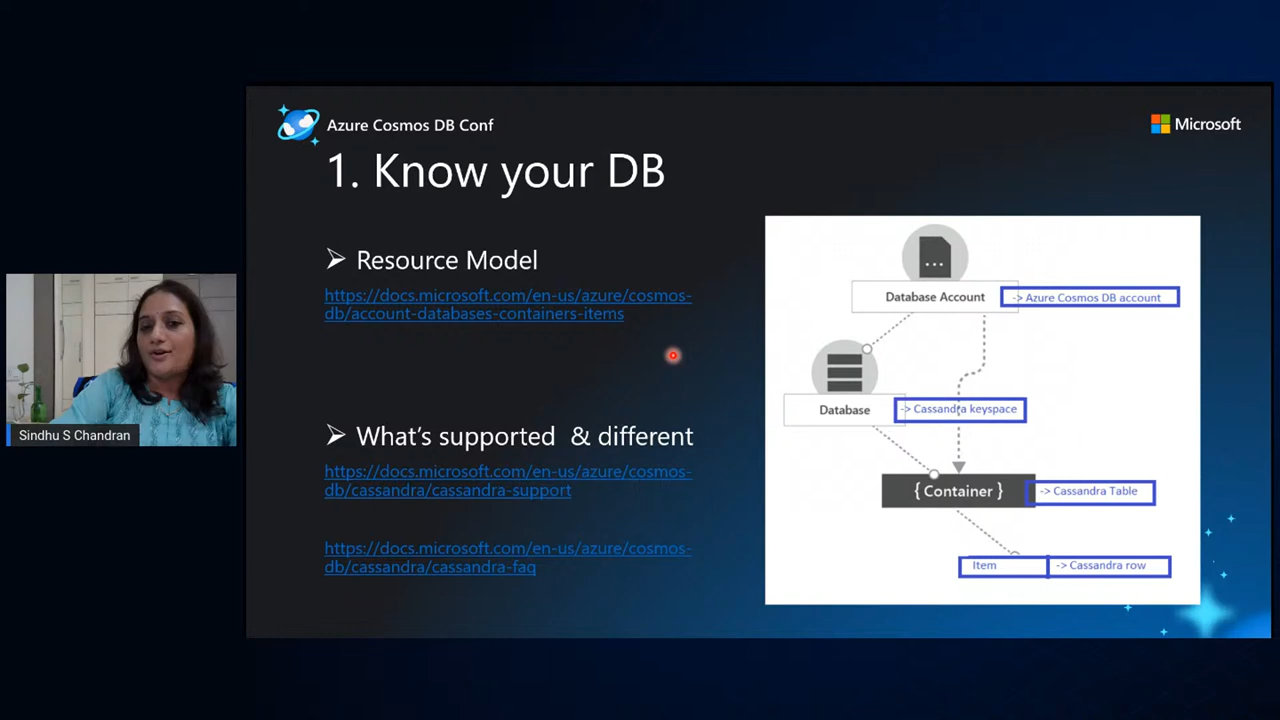 Azure Cosmos DB Conf
Microsoft
1. Know your DB
Resource Model
https://docs.microsoft.com/en-us/azure/cosmos-
db/account-databases-containers-items
What's supported & different
https://docs.microsoft.com/en-us/azure/cosmos-
db/cassandra/cassandra-support
https://docs.microsoft.com/en-us/azure/cosmos-
db/cassandra/cassandra-faq
Database Account -> Azure Cosmos DB account
Database -> Cassandra keyspace
{ Container } -> Cassandra Table
Item -> Cassandra row
Sindhu S Chandran